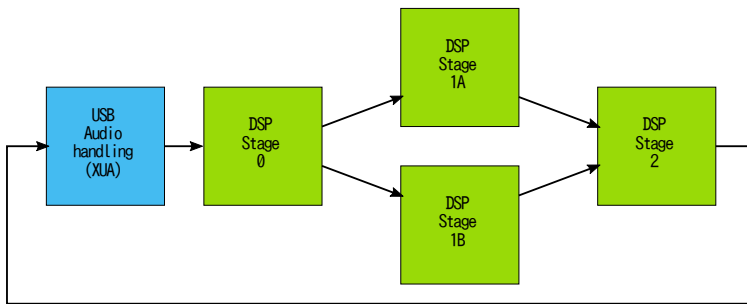 USB
Audio
handling
(XUA)
DSP
Stage
0
DSP
Stage
1A
DSP
Stage
1B
DSP
Stage
2